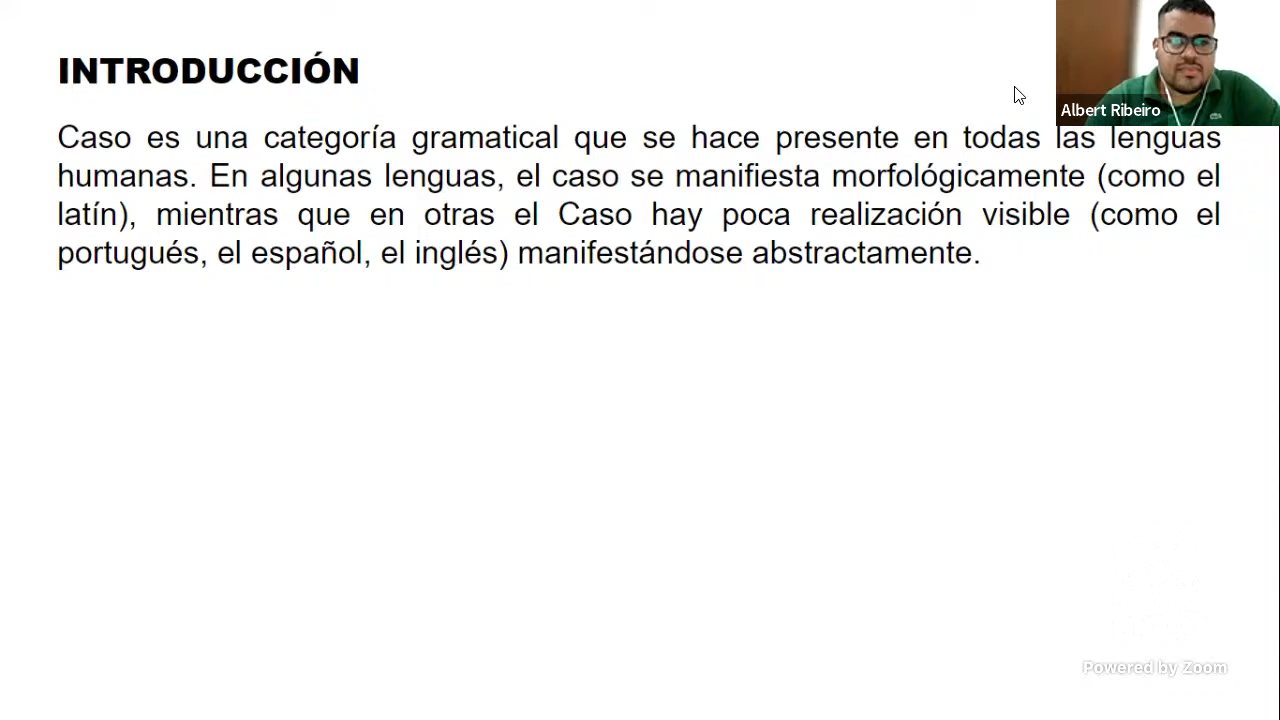 INTRODUCCIÓN
Albert Ribeiro
Caso es una categoría gramatical que se hace presente en todas las lenguas
humanas. En algunas lenguas, el caso se manifiesta morfológicamente (como el
latín), mientras que en otras el Caso hay poca realización visible (como el
portugués, el español, el inglés) manifestándose abstractamente.
Powered by Zoom